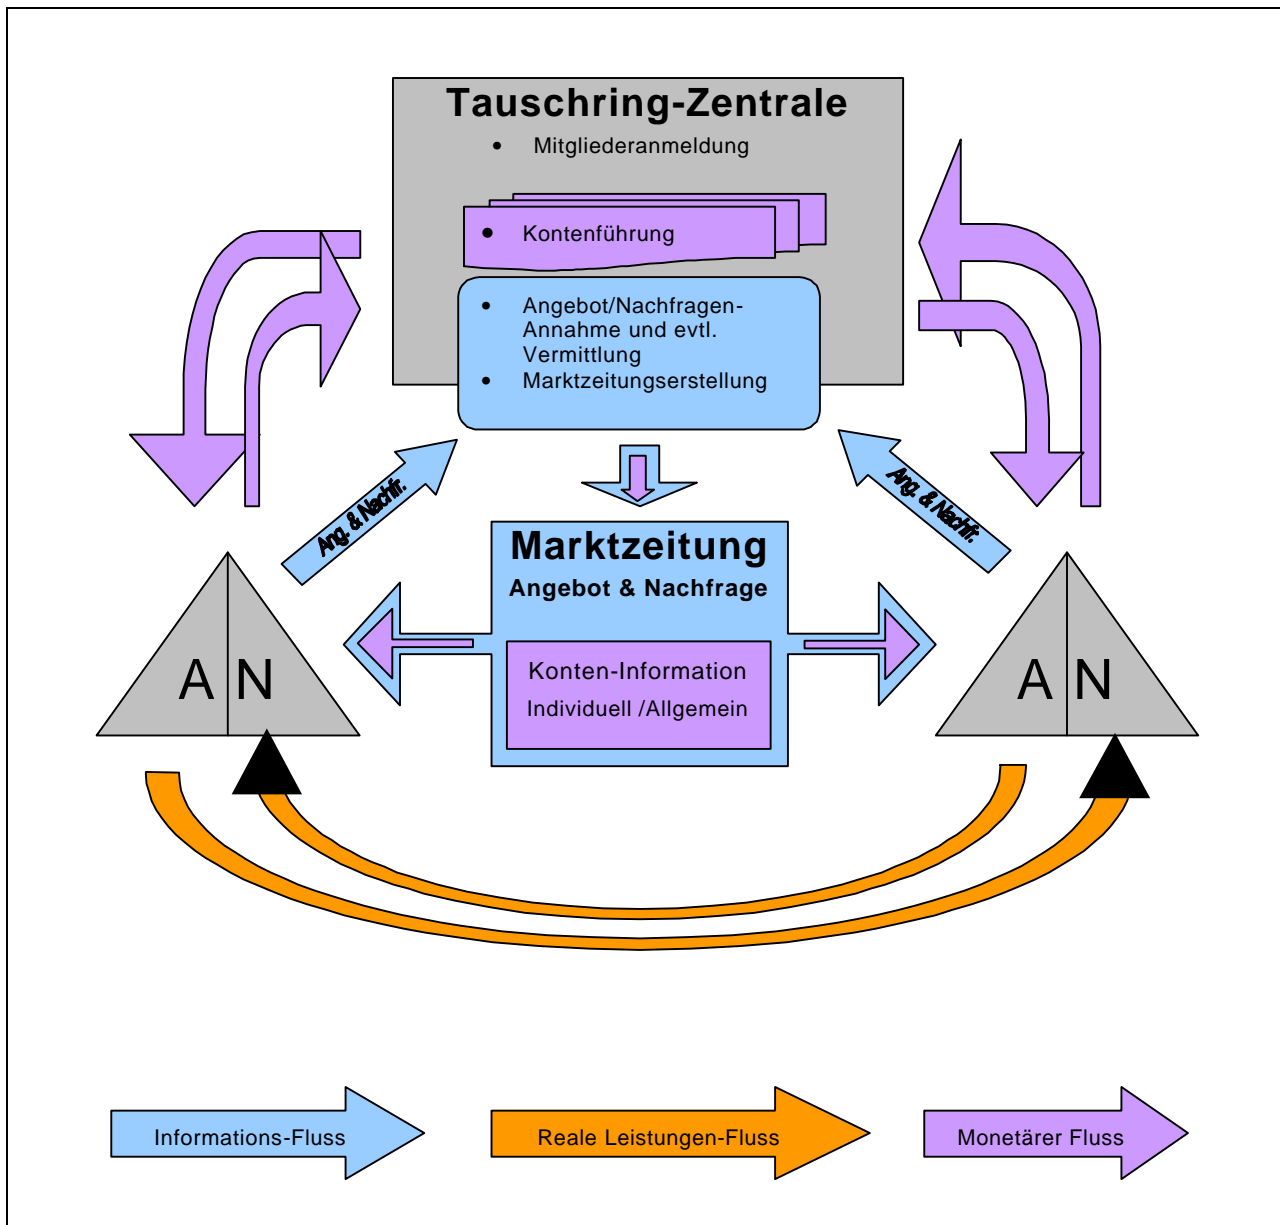 Tauschring-Zentrale
• Mitgliederanmeldung
• Kontenführung
• Angebot/Nachfragen-
Annahme und evtl.
Vermittlung
• Marktzeitungserstellung
Ang. & Nachfr.
Ang. & Nachfr.
Marktzeitung
Angebot & Nachfrage
Konten-Information
Individuell /Allgemein
A N
A N
Informations-Fluss
Reale Leistungen-Fluss
Monetärer Fluss